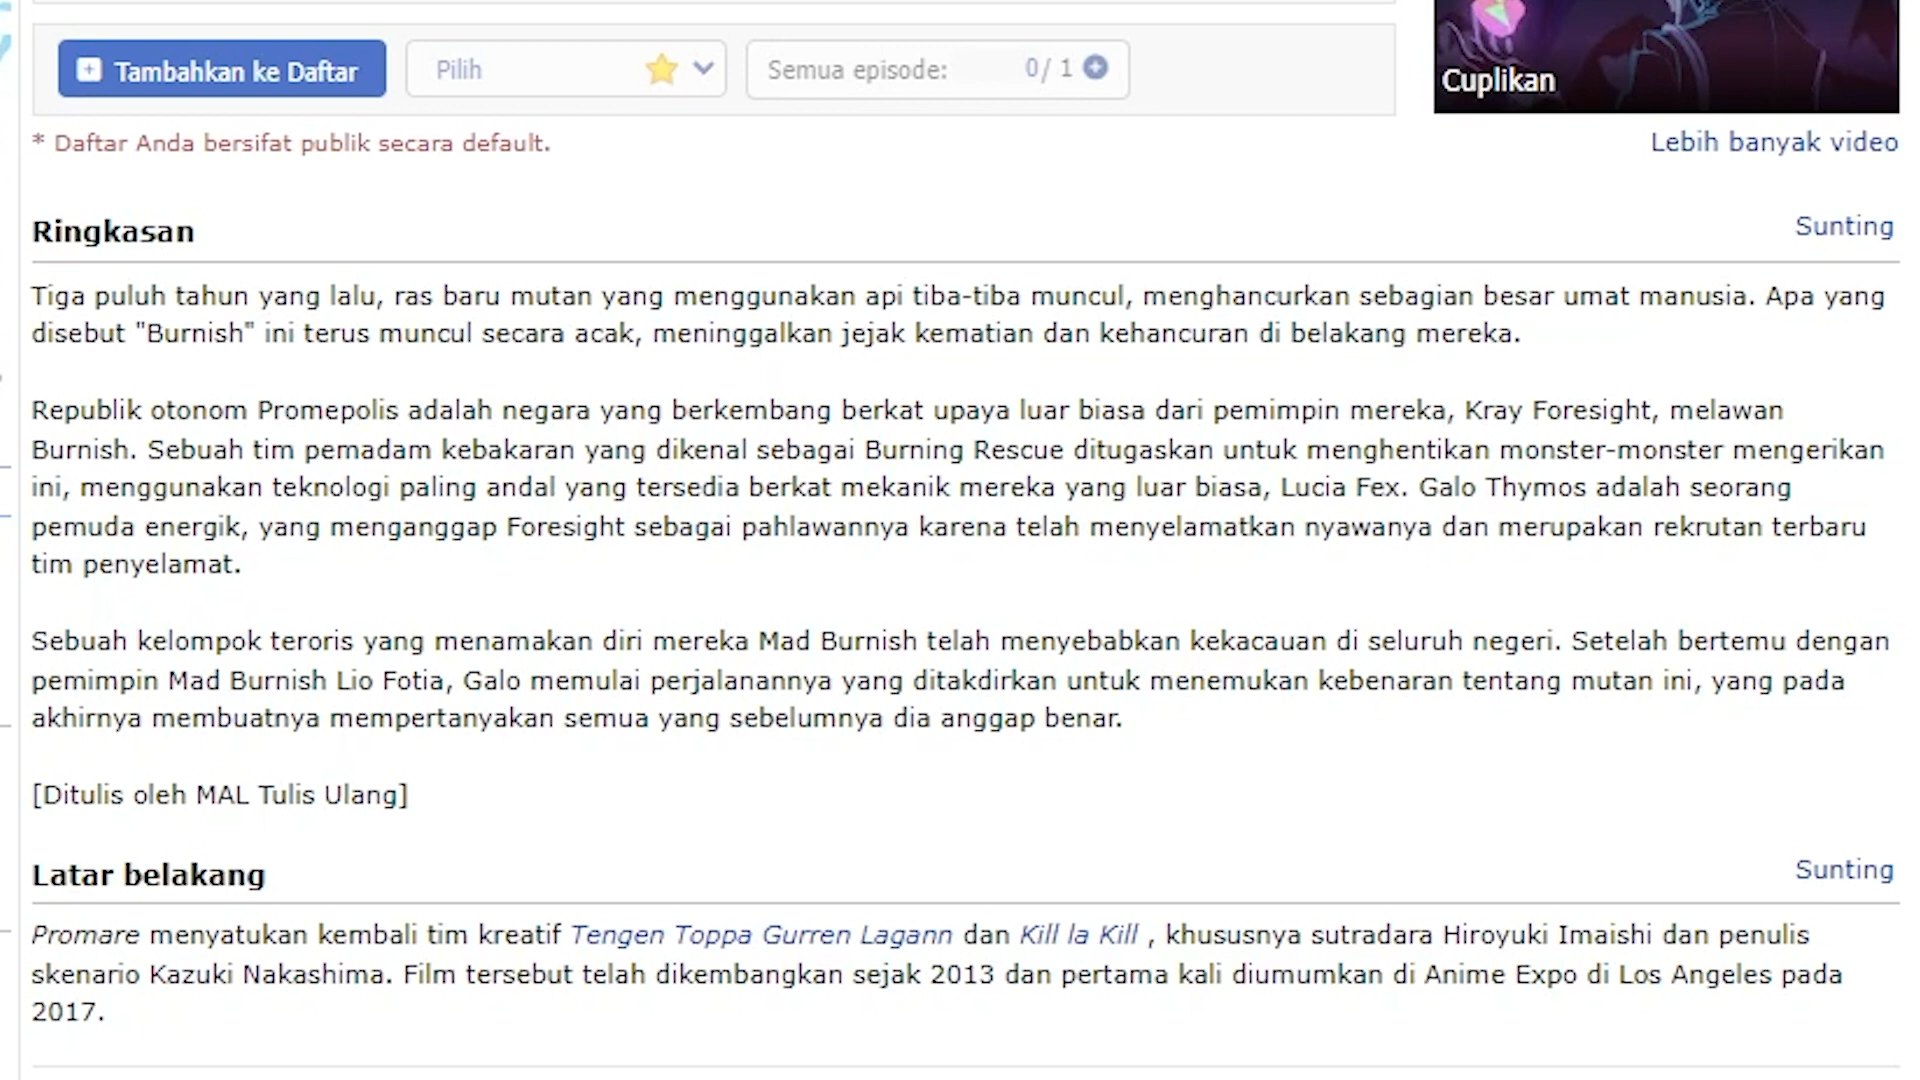 Tambahkan ke Daftar
Pilih
Semua episode: 0/ 1
Cuplikan
* Daftar Anda bersifat publik secara default.
Lebih banyak video
Ringkasan
Sunting
Tiga puluh tahun yang lalu, ras baru mutan yang menggunakan api tiba-tiba muncul, menghancurkan sebagian besar umat manusia. Apa yang
disebut "Burnish" ini terus muncul secara acak, meninggalkan jejak kematian dan kehancuran di belakang mereka.
Republik otonom Promepolis adalah negara yang berkembang berkat upaya luar biasa dari pemimpin mereka, Kray Foresight, melawan
Burnish. Sebuah tim pemadam kebakaran yang dikenal sebagai Burning Rescue ditugaskan untuk menghentikan monster-monster mengerikan
ini, menggunakan teknologi paling andal yang tersedia berkat mekanik mereka yang luar biasa, Lucia Fex. Galo Thymos adalah seorang
pemuda energik, yang menganggap Foresight sebagai pahlawannya karena telah menyelamatkan nyawanya dan merupakan rekrutan terbaru
tim penyelamat.
Sebuah kelompok teroris yang menamakan diri mereka Mad Burnish telah menyebabkan kekacauan di seluruh negeri. Setelah bertemu dengan
pemimpin Mad Burnish Lio Fotia, Galo memulai perjalanannya yang ditakdirkan untuk menemukan kebenaran tentang mutan ini, yang pada
akhirnya membuatnya mempertanyakan semua yang sebelumnya dia anggap benar.
[Ditulis oleh MAL Tulis Ulang]
Latar belakang
Sunting
Promare menyatukan kembali tim kreatif Tengen Toppa Gurren Lagann dan Kill la Kill , khususnya sutradara Hiroyuki Imaishi dan penulis
skenario Kazuki Nakashima. Film tersebut telah dikembangkan sejak 2013 dan pertama kali diumumkan di Anime Expo di Los Angeles pada
2017.